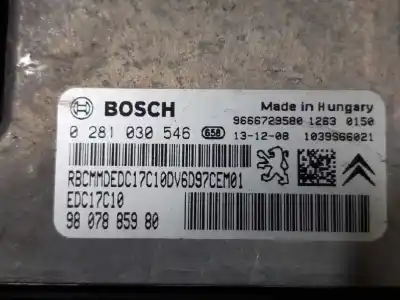 BOSCH
Made in Hungary
9666729580 1263 0150
0 281 030 546 658 13-12-08 1039S66021
RBCMMDEDC17C10DV6D97CEM01
EDC17C10
98 078 859 80